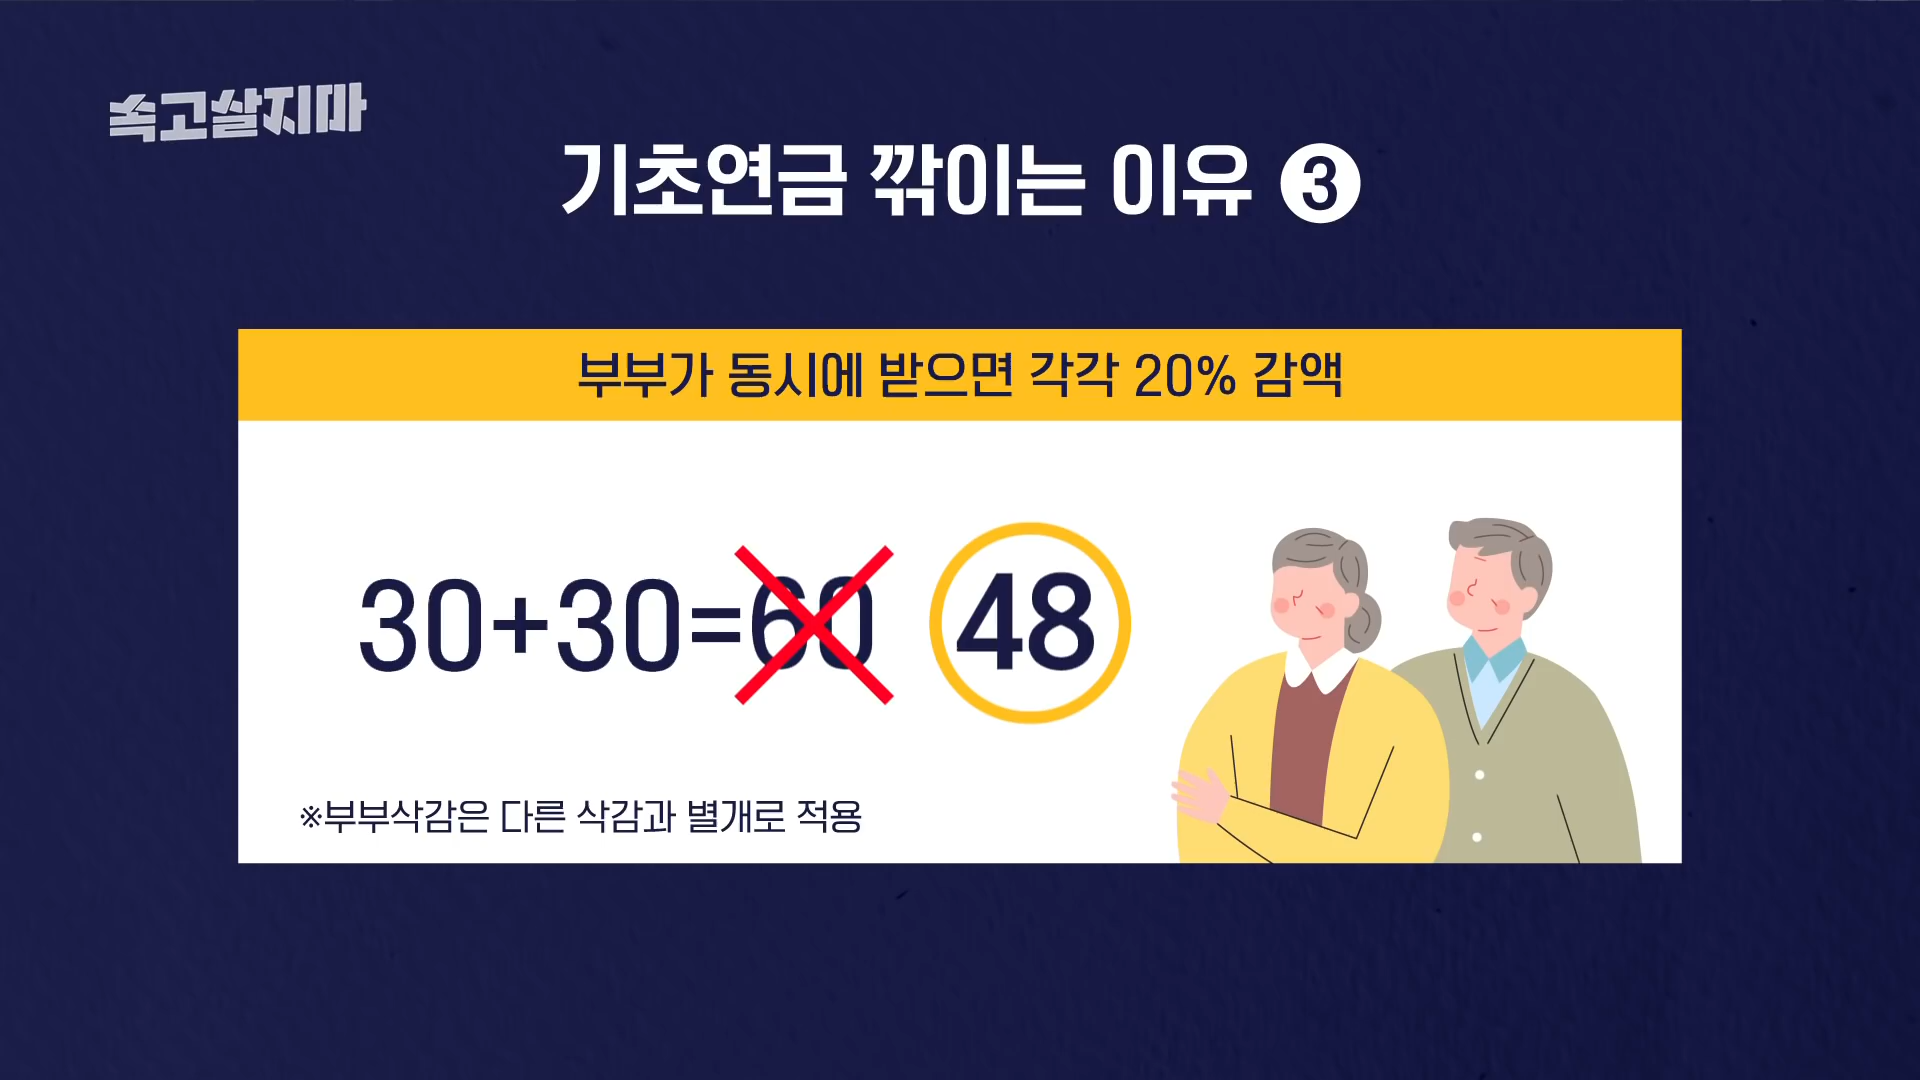 속고살지마
기초연금 깎이는 이유 ❸
부부가 동시에 받으면 각각 20% 감액
30+30=60 48
※부부삭감은 다른 삭감과 별개로 적용